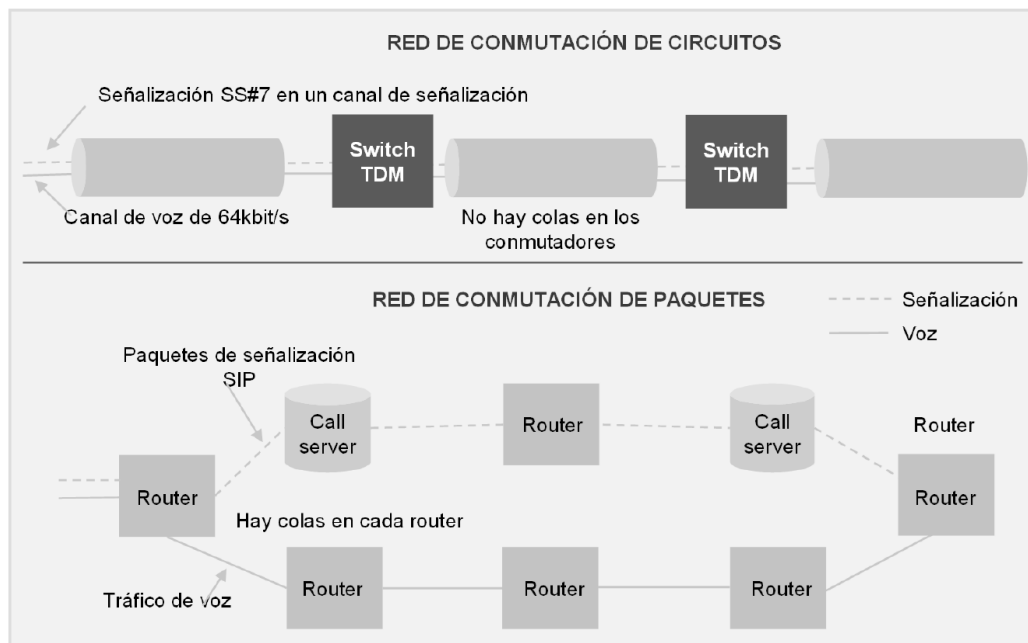 RED DE CONMUTACIÓN DE CIRCUITOS
Señalización SS#7 en un canal de señalización
Switch
TDM
Switch
TDM
Canal de voz de 64kbit/s
No hay colas en los
conmutadores
RED DE CONMUTACIÓN DE PAQUETES
Señalización
Voz
Paquetes de señalización
SIP
Call
server
Router
Call
server
Router
Router
Router
Hay colas en cada router
Router
Router
Router
Tráfico de voz